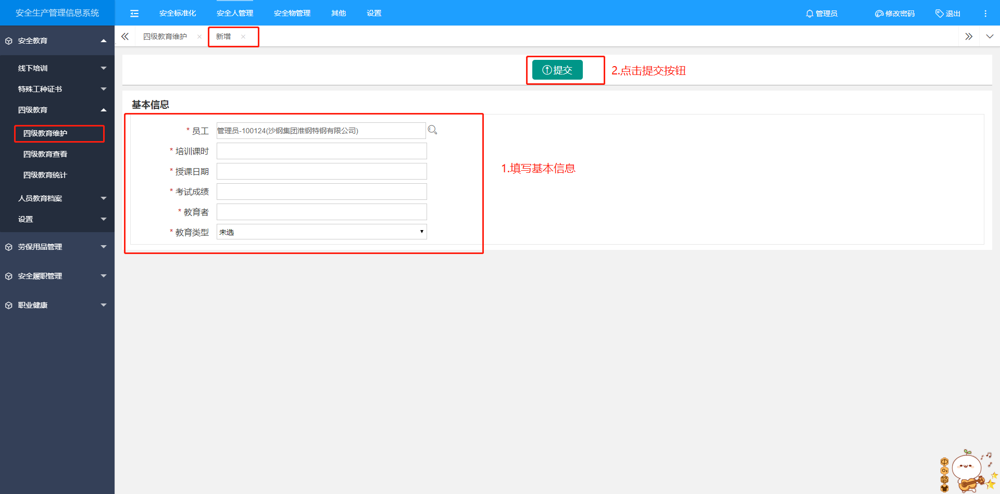 安全生产管理信息系统
安全标准化 安全人管理 安全物管理 其他 设置 管理员 修改密码 退出
四级教育维护 × 新增 ×
安全教育
线下培训
特殊工种证书
四级教育
四级教育维护
四级教育查看
四级教育统计
人员教育档案
设置
劳保用品管理
安全履职管理
职业健康
提交 2.点击提交按钮
基本信息
* 员工 管理员-100124(沙钢集团淮钢特钢有限公司)
* 培训课时
* 授课日期
* 考试成绩
* 教育者
* 教育类型 未选
1.填写基本信息
中
简